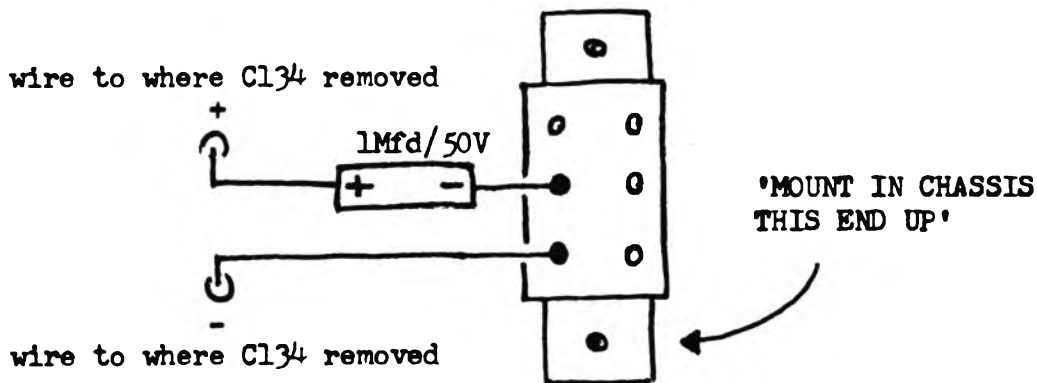 wire to where C134 removed
+
1Mfd/50V
+ -
'MOUNT IN CHASSIS
THIS END UP'
-
wire to where C134 removed